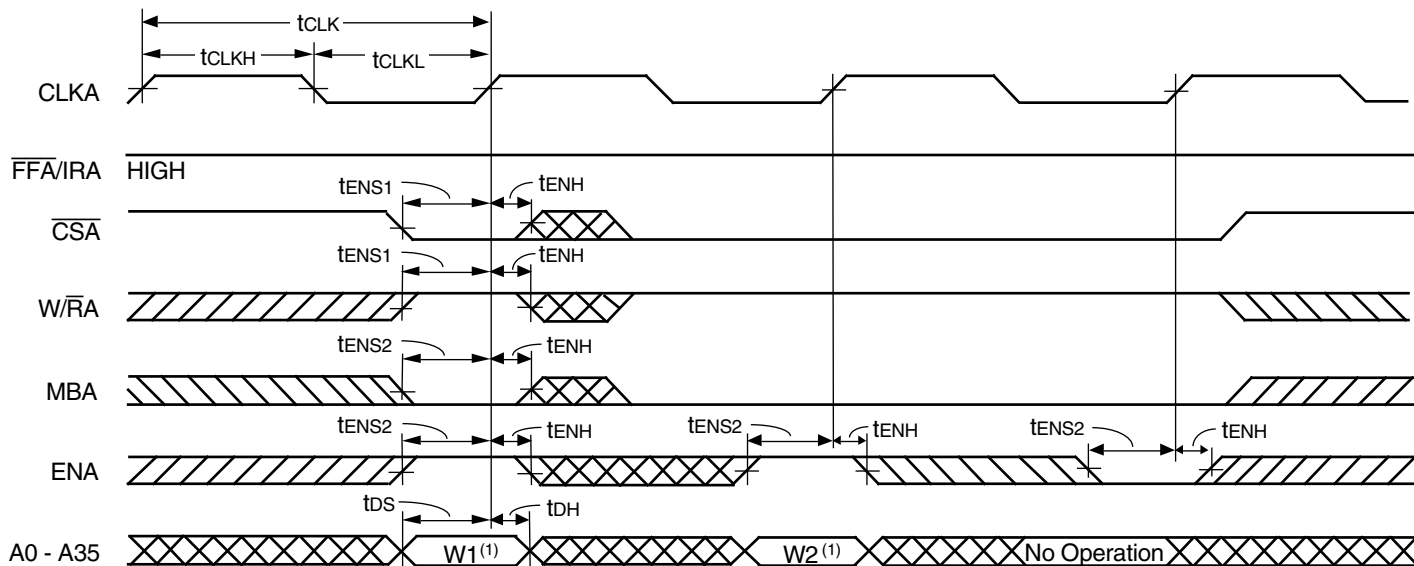 tCLK
tCLKH tCLKL
CLKA
FFA/IRA HIGH
tENS1 tENH
CSA
tENS1 tENH
W/RA
tENS2 tENH
MBA
tENS2 tENH tENS2 tENH tENS2 tENH
ENA
tDS tDH
A0 - A35 W1(1) W2(1) No Operation